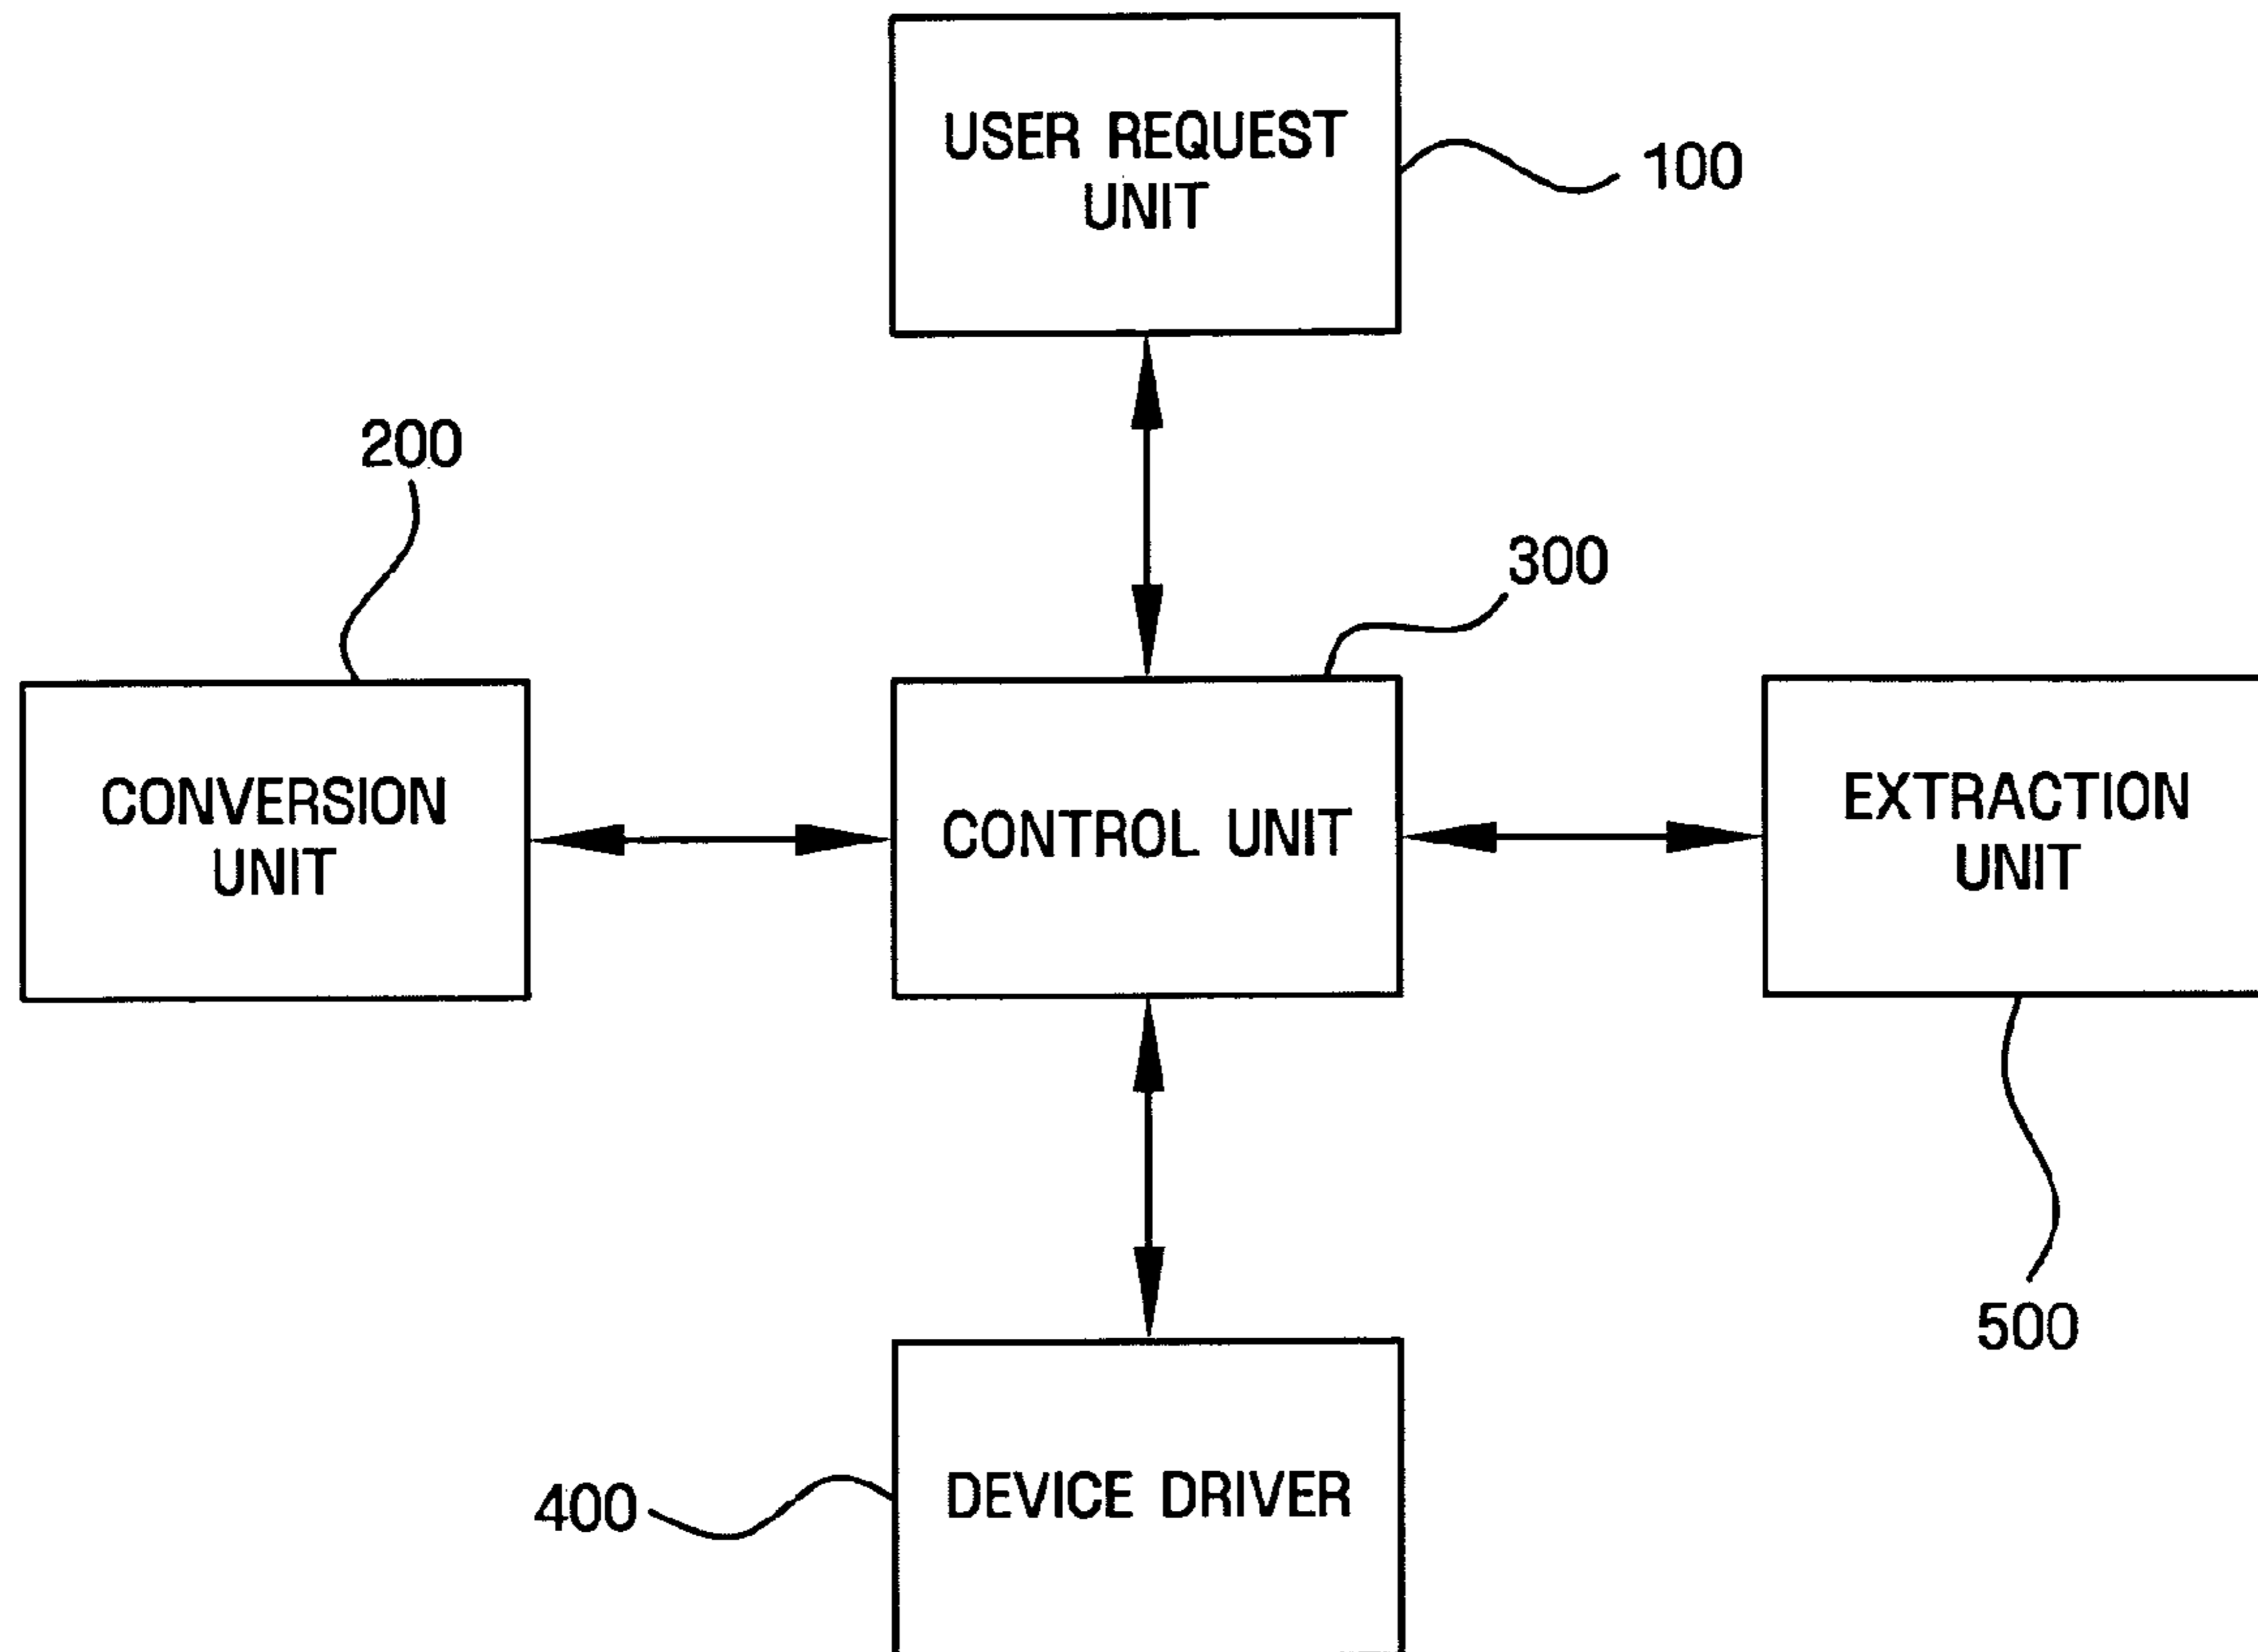 USER REQUEST
UNIT
100
200
300
CONVERSION
UNIT
CONTROL UNIT
EXTRACTION
UNIT
500
400
DEVICE DRIVER